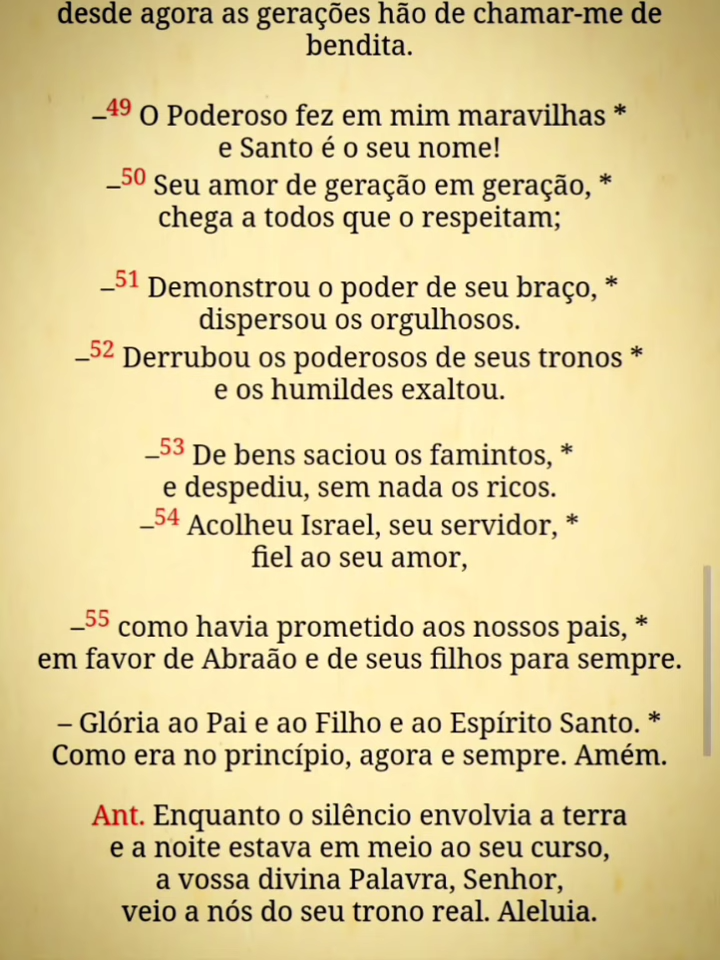 desde agora as gerações hão de chamar-me de
bendita.
–49 O Poderoso fez em mim maravilhas *
e Santo é o seu nome!
–50 Seu amor de geração em geração, *
chega a todos que o respeitam;
–51 Demonstrou o poder de seu braço, *
dispersou os orgulhosos.
–52 Derrubou os poderosos de seus tronos *
e os humildes exaltou.
–53 De bens saciou os famintos, *
e despediu, sem nada os ricos.
–54 Acolheu Israel, seu servidor, *
fiel ao seu amor,
–55 como havia prometido aos nossos pais, *
em favor de Abraão e de seus filhos para sempre.
– Glória ao Pai e ao Filho e ao Espírito Santo. *
Como era no princípio, agora e sempre. Amém.
Ant. Enquanto o silêncio envolvia a terra
e a noite estava em meio ao seu curso,
a vossa divina Palavra, Senhor,
veio a nós do seu trono real. Aleluia.